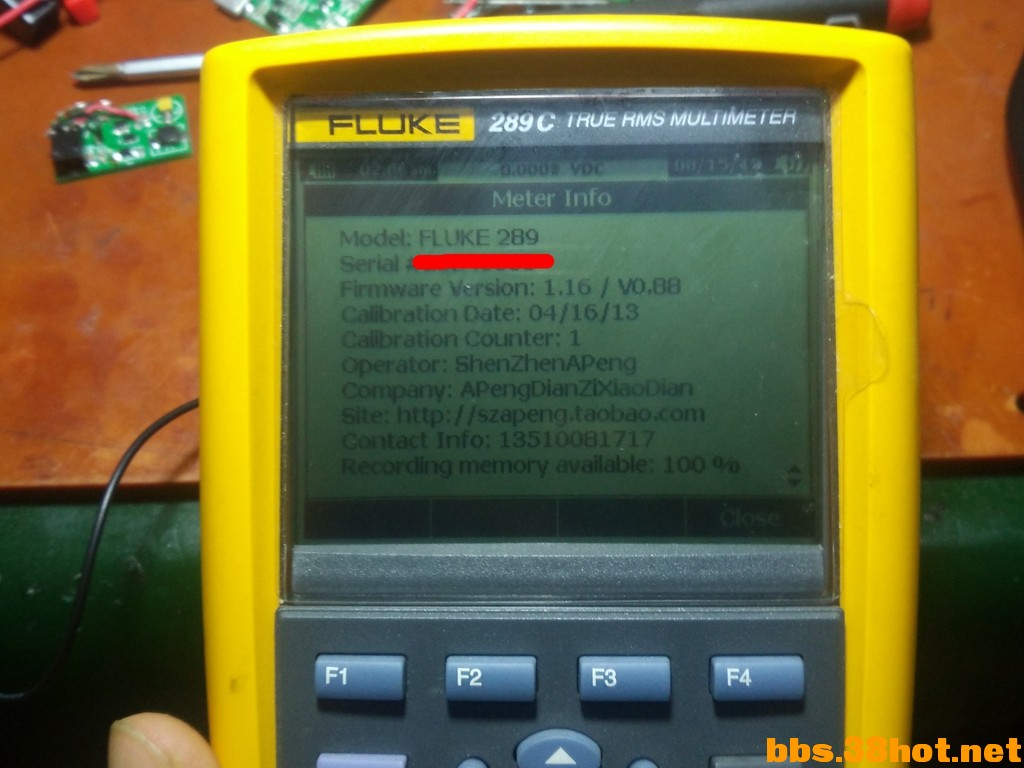 FLUKE 289C TRUE RMS MULTIMETER
0.0008 VDC
Meter Info
Model: FLUKE 289
Serial #
Firmware Version: 1.16 / V0.88
Calibration Date: 04/16/13
Calibration Counter: 1
Operator: ShenZhenAPeng
Company: APengDianZiXiaoDian
Site: http://szapeng.taobao.com
Contact Info: 13510081717
Recording memory available: 100 %
Close
F1 F2 F3 F4
bbs.38hot.net